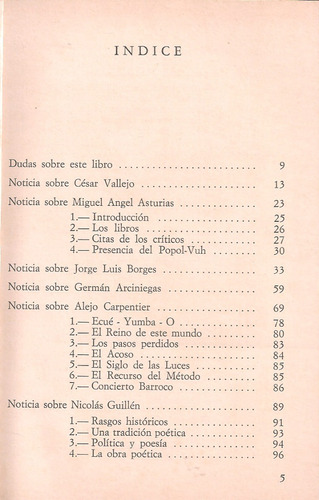 INDICE
Dudas sobre este libro .................... 9
Noticia sobre César Vallejo ................ 13
Noticia sobre Miguel Angel Asturias ........ 23
1.— Introducción .................... 25
2.— Los libros ...................... 26
3.— Citas de los críticos ............ 27
4.— Presencia del Popol-Vuh ......... 30
Noticia sobre Jorge Luis Borges ............ 33
Noticia sobre Germán Arciniegas ........... 59
Noticia sobre Alejo Carpentier ............. 69
1.— Ecué - Yumba - O ............... 78
2.— El Reino de este mundo ......... 80
3.— Los pasos perdidos .............. 83
4.— El Acoso ....................... 84
5.— El Siglo de las Luces ............ 85
6.— El Recurso del Método .......... 85
7.— Concierto Barroco ............... 86
Noticia sobre Nicolás Guillén .............. 89
1.— Rasgos históricos ................ 91
2.— Una tradición poética ............ 93
3.— Política y poesía ................ 94
4.— La obra poética ................. 96
5